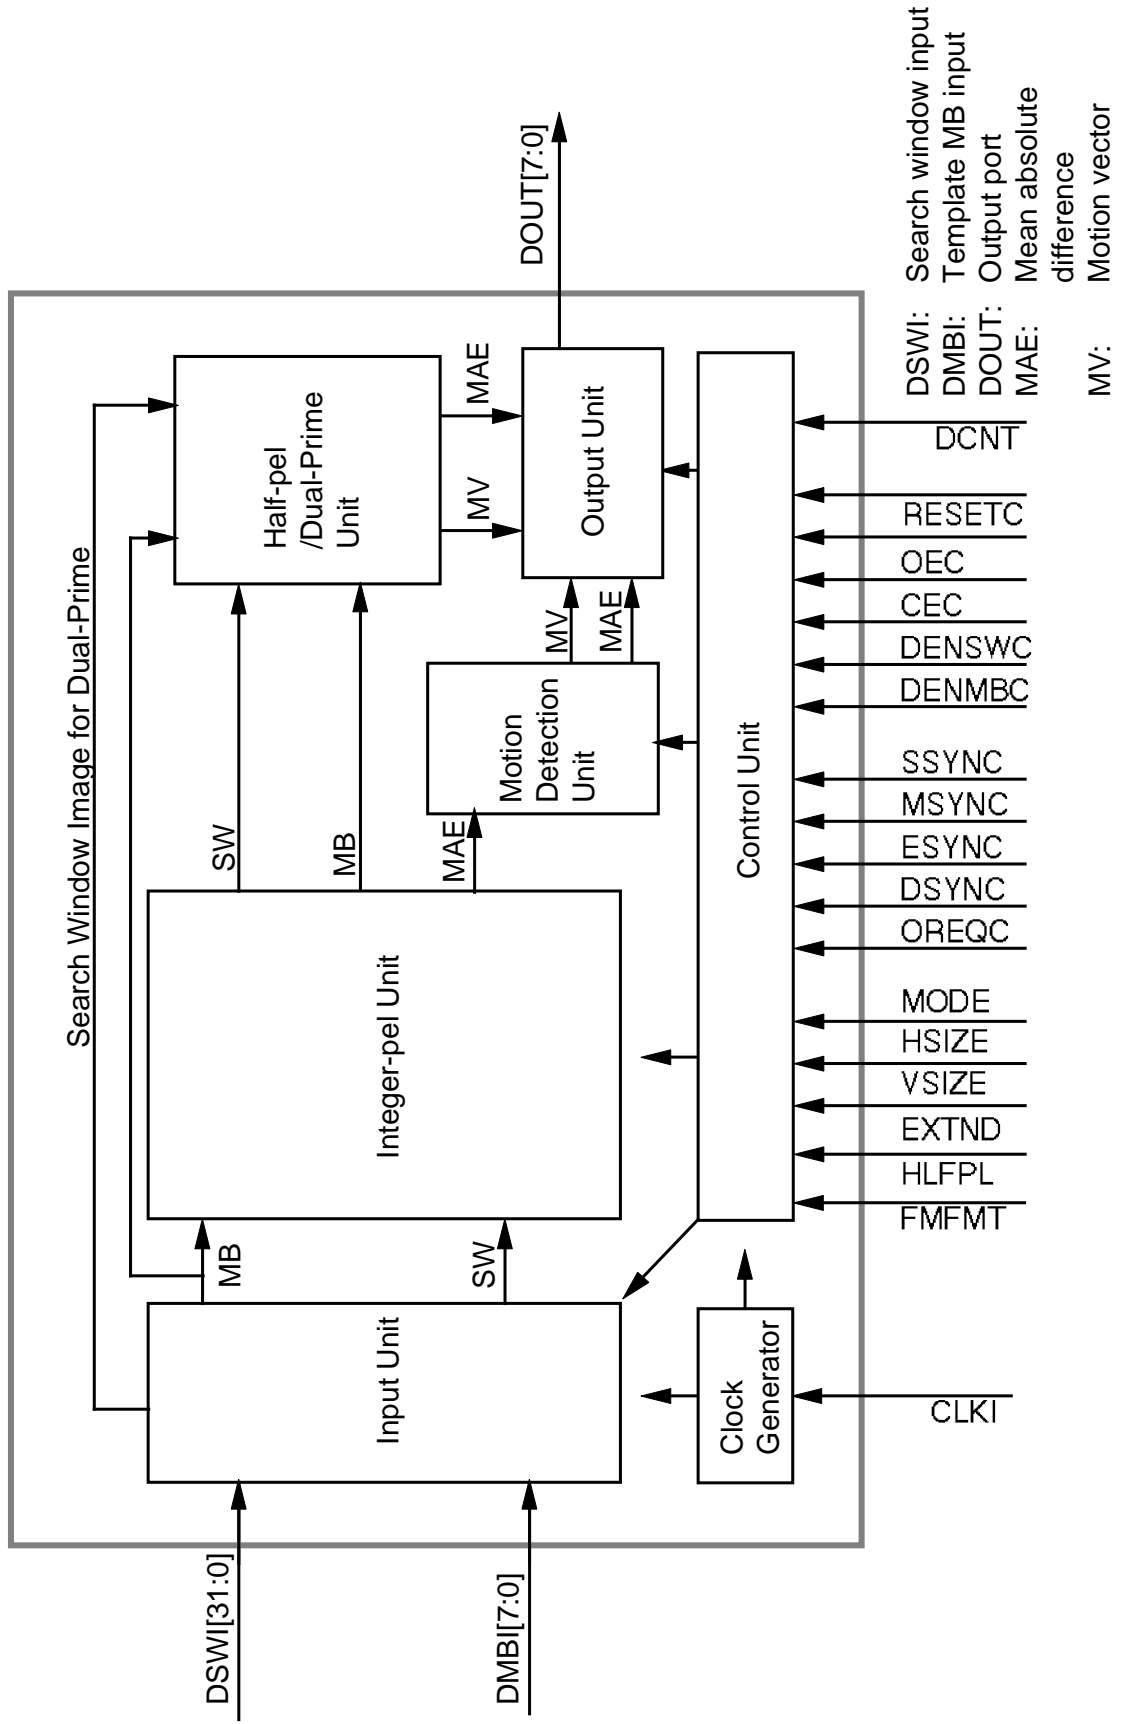 Search Window Image for Dual-Prime
DSWI[31:0]
DMBI[7:0]
Input Unit
MB
SW
Integer-pel Unit
SW
MB
MAE
Half-pel
/Dual-Prime
Unit
Motion
Detection
Unit
MV
MAE
MV
MAE
Output Unit
DOUT[7:0]
Clock
Generator
Control Unit
CLKI
FMFMT
HLFPL
EXTND
VSIZE
HSIZE
MODE
OREQC
DSYNC
ESYNC
MSYNC
SSYNC
DENMBC
DENSWC
CEC
OEC
RESETC
DCNT
DSWI: Search window input
DMBI: Template MB input
DOUT: Output port
MAE: Mean absolute
difference
MV: Motion vector